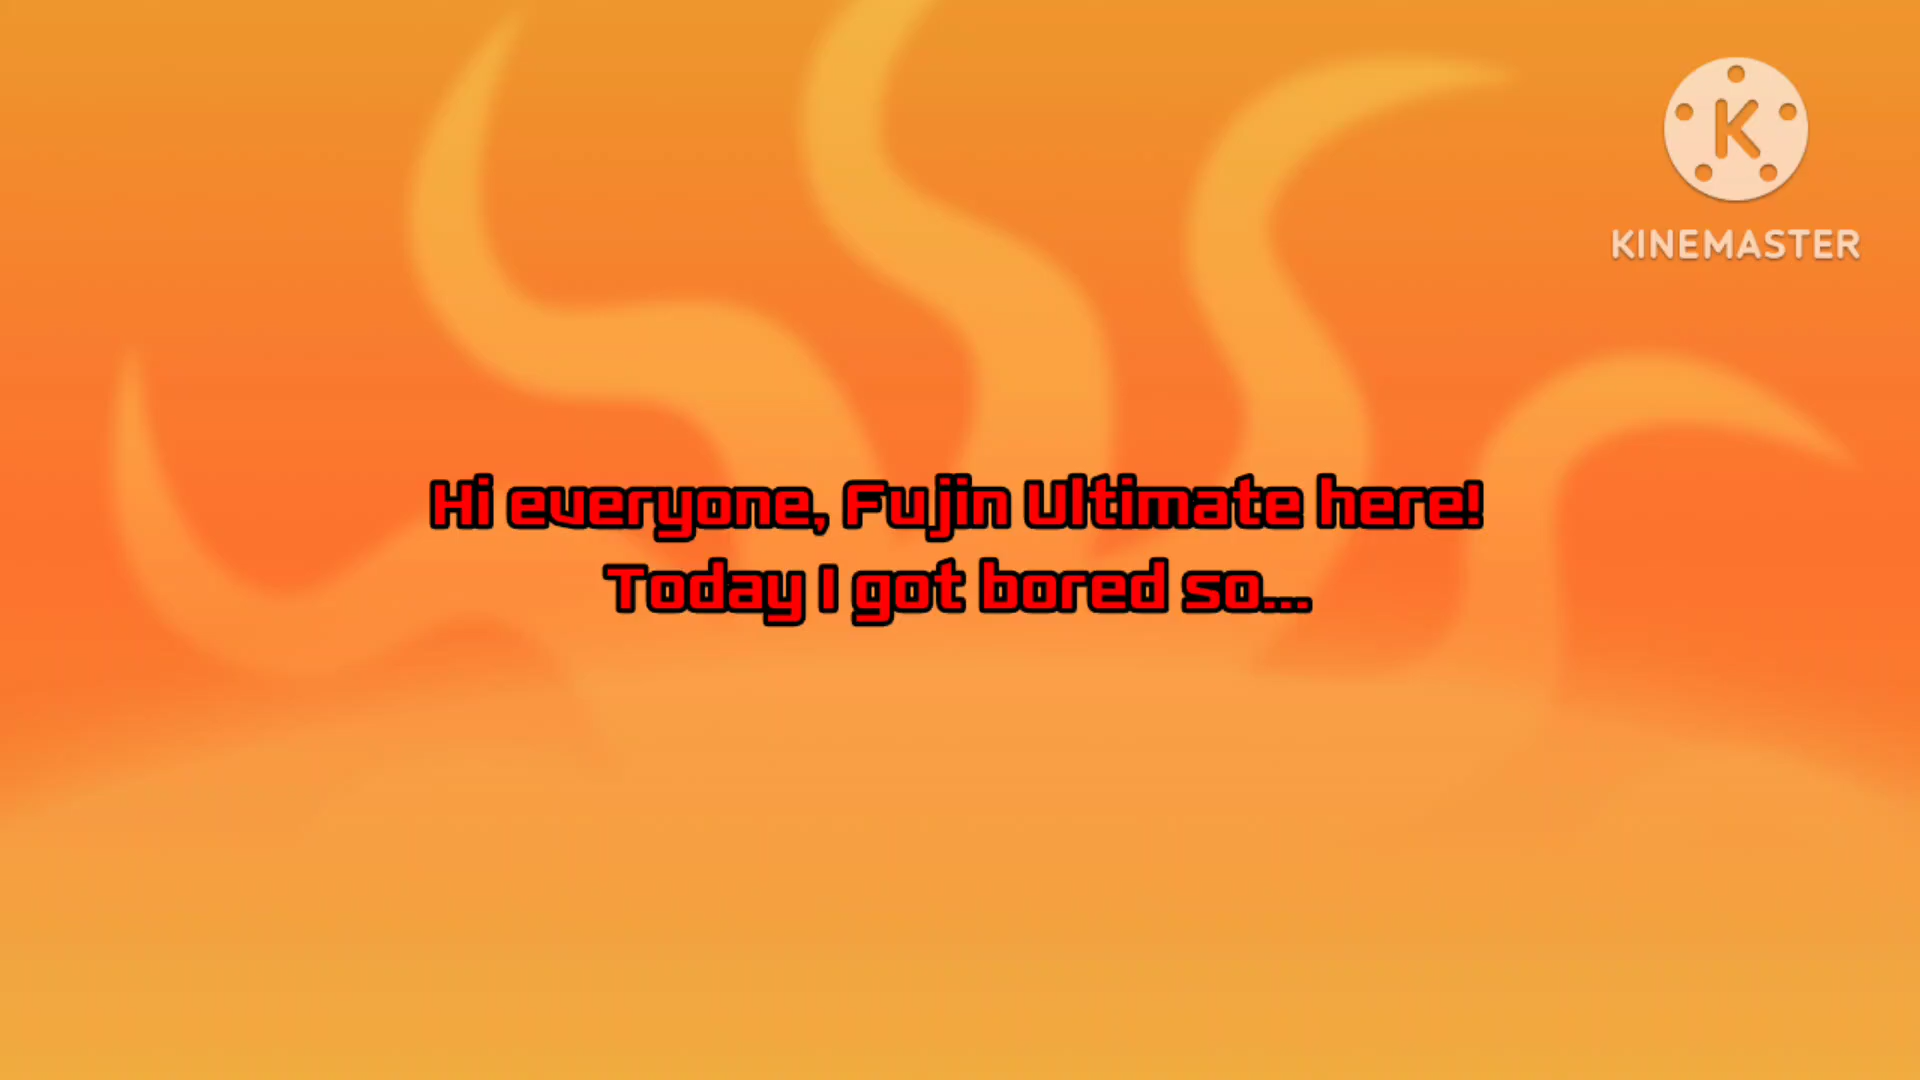 K
KINEMASTER
Hi everyone, Fujin Ultimate here!
Today I got bored so...